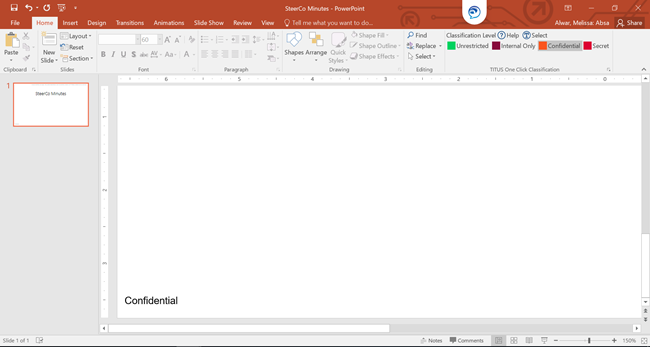 SteerCo Minutes - PowerPoint
Alwar, Melissa: Absa
Share
File Home Insert Design Transitions Animations Slide Show Review View Tell me what you want to do...
Paste
Clipboard
New Slide
Layout
Reset
Section
Slides
60
B I U S abc AV Aa A
Font
Paragraph
Shapes Arrange Quick Styles
Shape Fill
Shape Outline
Shape Effects
Drawing
Find
Replace
Select
Editing
Classification Level Help Select
Unrestricted Internal Only Confidential Secret
TITUS One Click Classification
6 5 4 3 2 1 0
1
SteerCo Minutes
1
2
3
Confidential
Slide 1 of 1
Notes Comments
150%